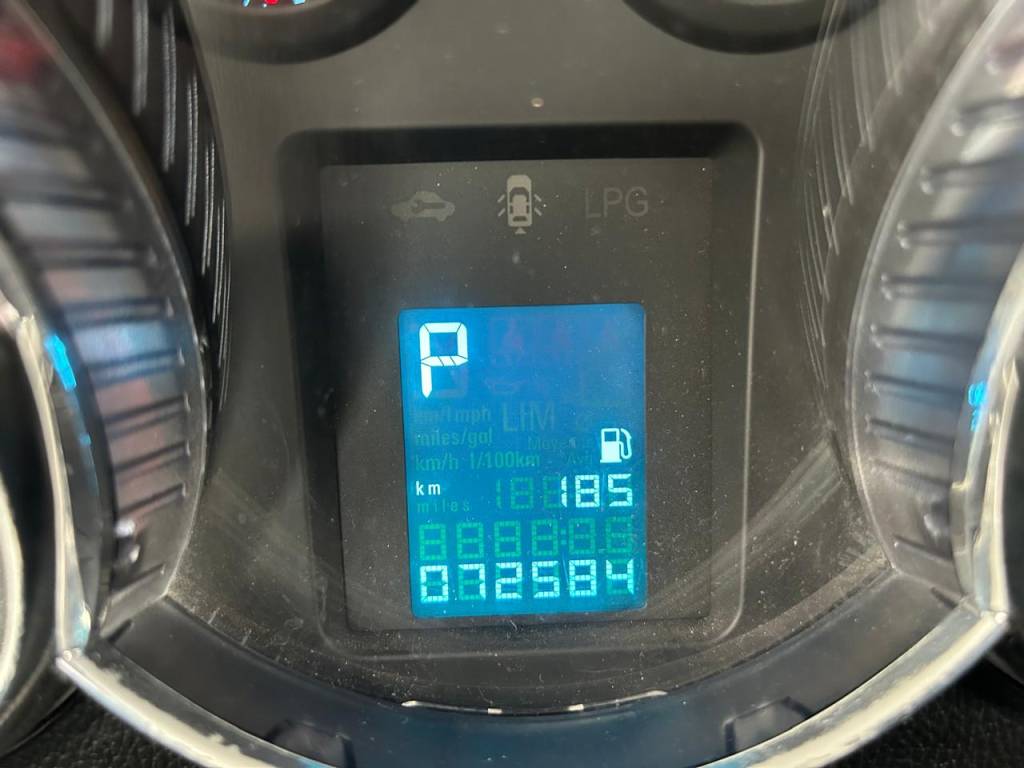 LPG
P
km/l mph
LIM
miles/gal
km/h l/100km
km 185
miles
072584